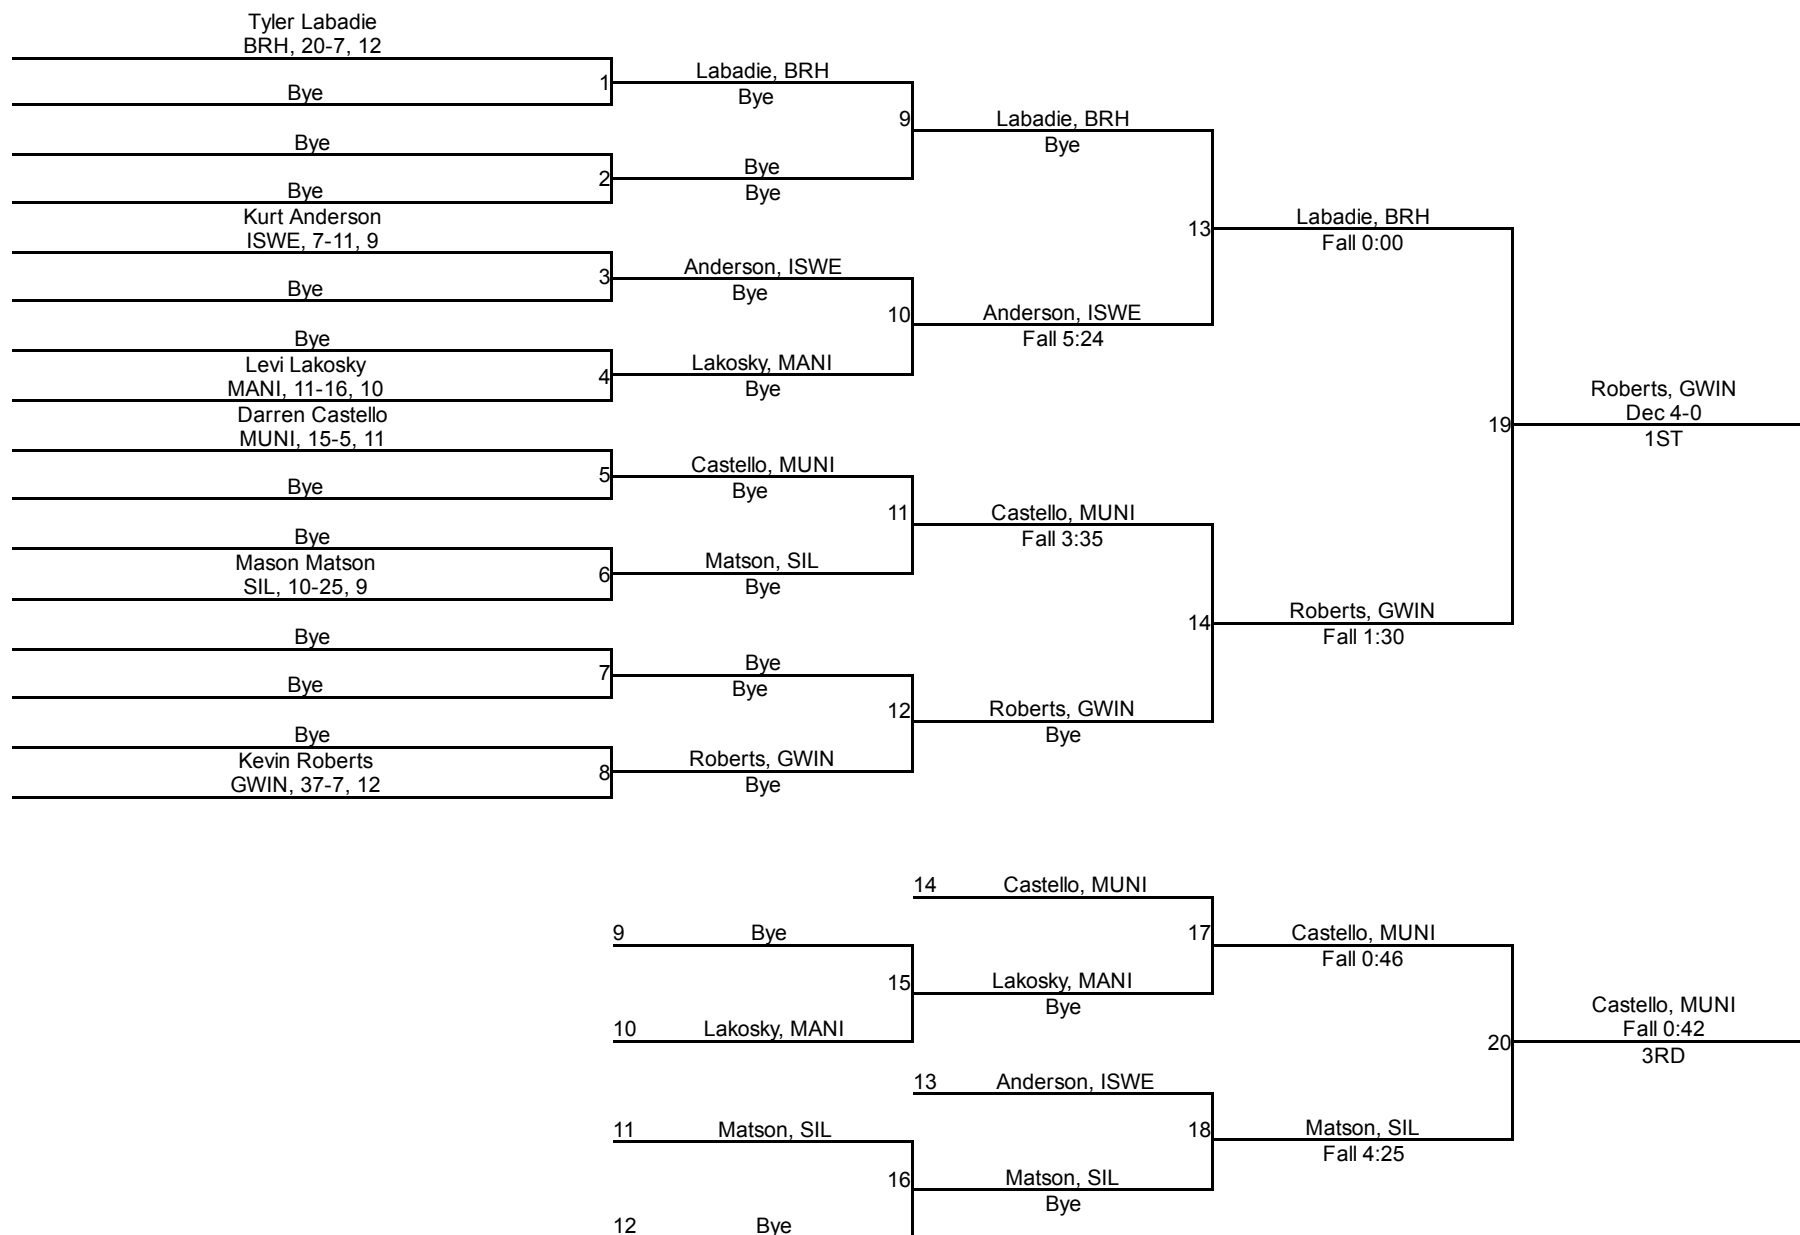 Tyler Labadie
BRH, 20-7, 12
1
Bye
Labadie, BRH
Bye
9
Labadie, BRH
Bye
Bye
2
Bye
Bye
Bye
13
Labadie, BRH
Fall 0:00
Kurt Anderson
ISWE, 7-11, 9
3
Bye
Anderson, ISWE
Bye
10
Anderson, ISWE
Fall 5:24
Bye
4
Levi Lakosky
MANI, 11-16, 10
Lakosky, MANI
Bye
19
Roberts, GWIN
Dec 4-0
1ST
Darren Castello
MUNI, 15-5, 11
5
Bye
Castello, MUNI
Bye
11
Castello, MUNI
Fall 3:35
Bye
6
Mason Matson
SIL, 10-25, 9
Matson, SIL
Bye
14
Roberts, GWIN
Fall 1:30
Bye
7
Bye
Bye
Bye
12
Roberts, GWIN
Bye
Bye
8
Kevin Roberts
GWIN, 37-7, 12
Roberts, GWIN
Bye
14 Castello, MUNI
9 Bye
17
Castello, MUNI
Fall 0:46
15
Lakosky, MANI
Bye
10 Lakosky, MANI
20
Castello, MUNI
Fall 0:42
3RD
13 Anderson, ISWE
11 Matson, SIL
18
Matson, SIL
Fall 4:25
16
Matson, SIL
Bye
12 Bye